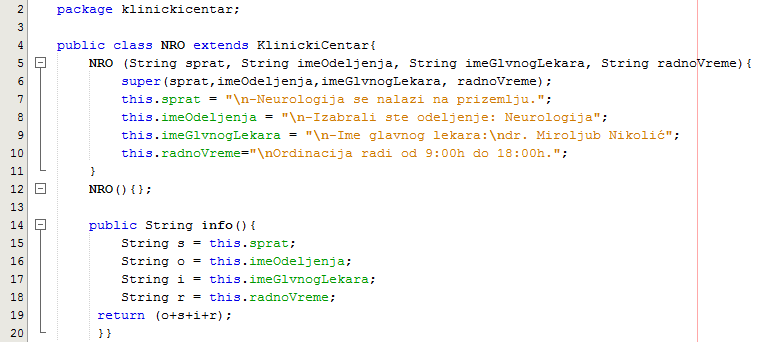 2 package klinickicentar;
3
4 public class NRO extends KlinickiCentar{
5 NRO (String sprat, String imeOdeljenja, String imeGlvnogLekara, String radnoVreme){
6 super(sprat,imeOdeljenja,imeGlvnogLekara, radnoVreme);
7 this.sprat = "\n-Neurologija se nalazi na prizemlju.";
8 this.imeOdeljenja = "\n-Izabrali ste odeljenje: Neurologija";
9 this.imeGlvnogLekara = "\n-Ime glavnog lekara:\ndr. Miroljub Nikolić";
10 this.radnoVreme="\nOrdinacija radi od 9:00h do 18:00h.";
11 }
12 NRO(){};
13
14 public String info(){
15 String s = this.sprat;
16 String o = this.imeOdeljenja;
17 String i = this.imeGlvnogLekara;
18 String r = this.radnoVreme;
19 return (o+s+i+r);
20 }}